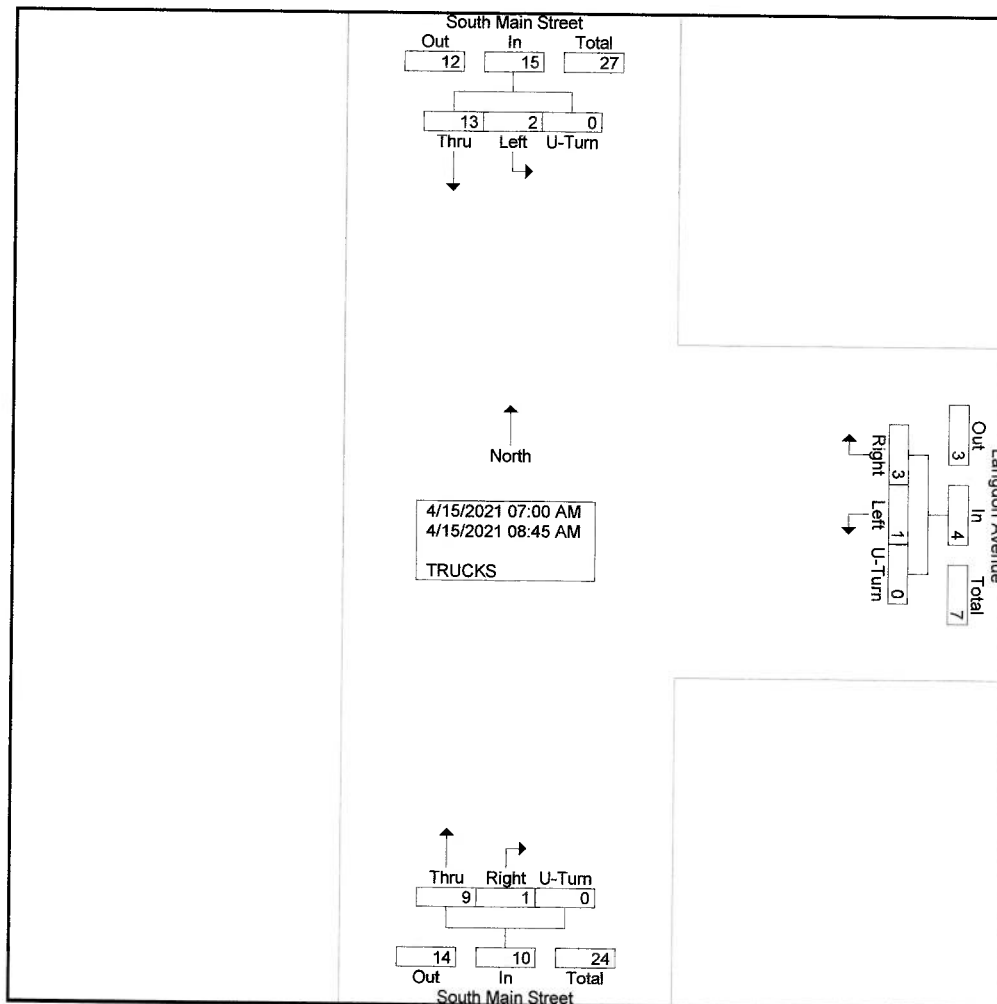 South Main Street
Out In Total
12 15 27
13 2 0
Thru Left U-Turn
North
4/15/2021 07:00 AM
4/15/2021 08:45 AM
TRUCKS
Langdon Avenue
Out In Total
3 4 7
3 1 0
Right Left U-Turn
Thru Right U-Turn
9 1 0
14 10 24
Out In Total
South Main Street